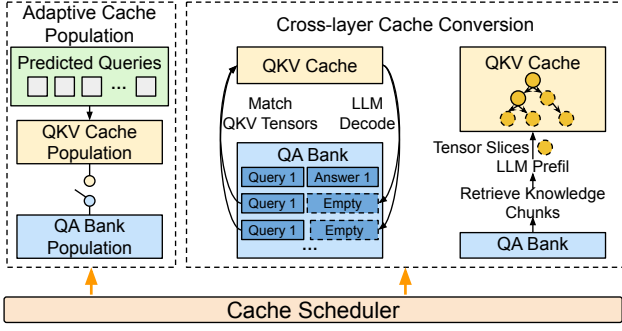 Adaptive Cache
Population
Predicted Queries
...
QKV Cache
Population
QA Bank
Population
Cross-layer Cache Conversion
QKV Cache
Match
QKV Tensors
LLM
Decode
QA Bank
Query 1 Answer 1
Query 1 Empty
Query 1 Empty
...
QKV Cache
Tensor Slices
LLM Prefil
Retrieve Knowledge
Chunks
QA Bank
Cache Scheduler